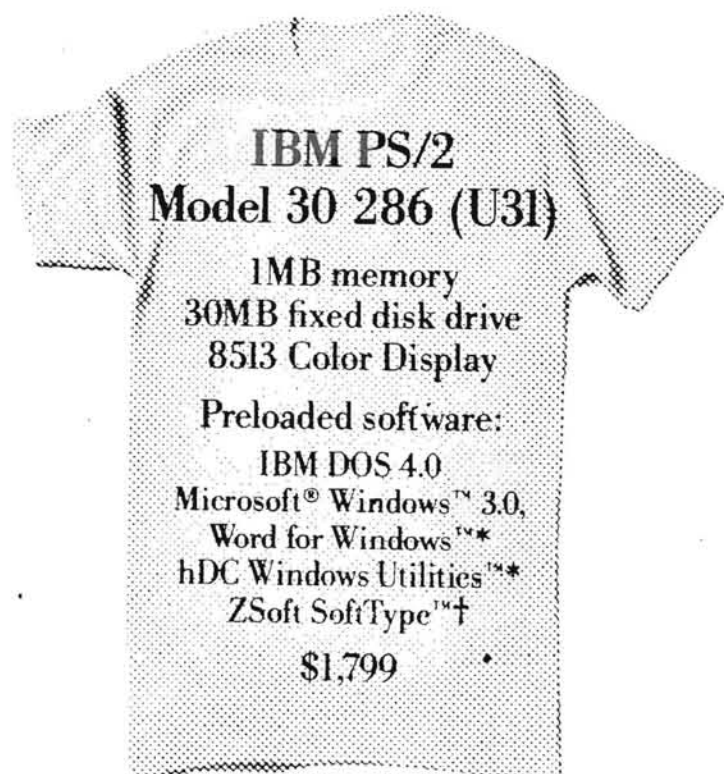 IBM PS/2
Model 30 286 (U31)
1MB memory
30MB fixed disk drive
8513 Color Display
Preloaded software:
IBM DOS 4.0
Microsoft® Windows™ 3.0,
Word for Windows™*
hDC Windows Utilities™*
ZSoft SoftType™†
$1,799